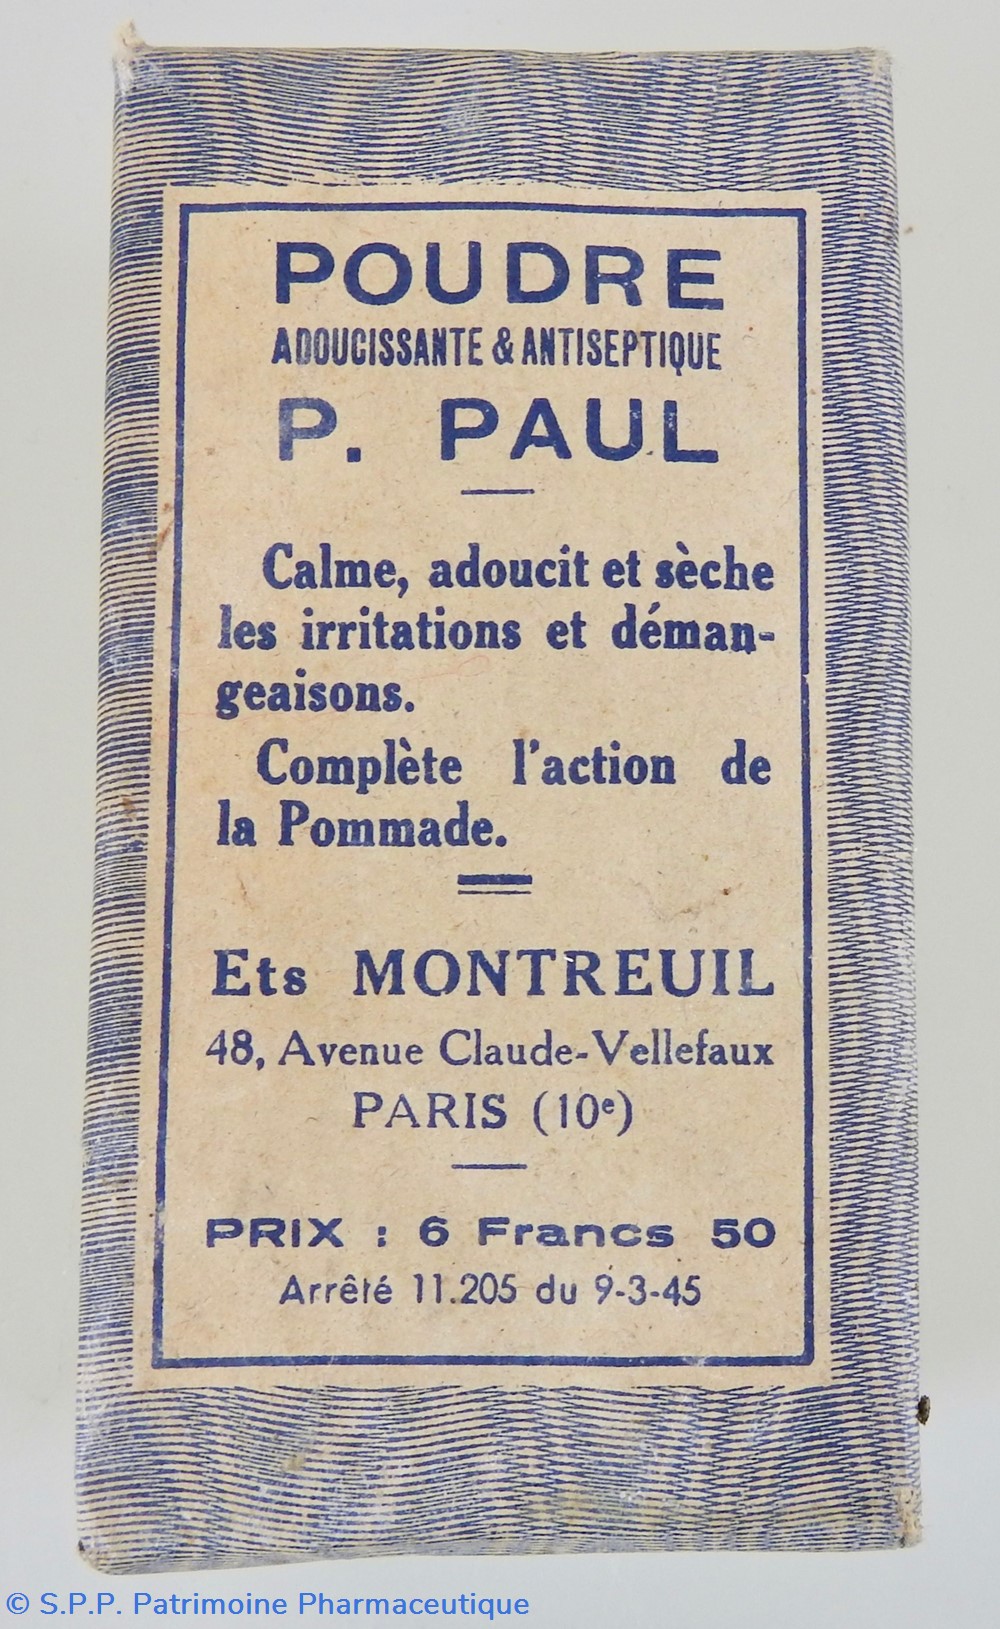 POUDRE
ADOUCISSANTE & ANTISEPTIQUE
P. PAUL
Calme, adoucit et sèche
les irritations et déman-
geaisons.
Complète l'action de
la Pommade.
Ets MONTREUIL
48, Avenue Claude-Vellefaux
PARIS (10e)
PRIX : 6 Francs 50
Arrêté 11.205 du 9-3-45
© S.P.P. Patrimoine Pharmaceutique